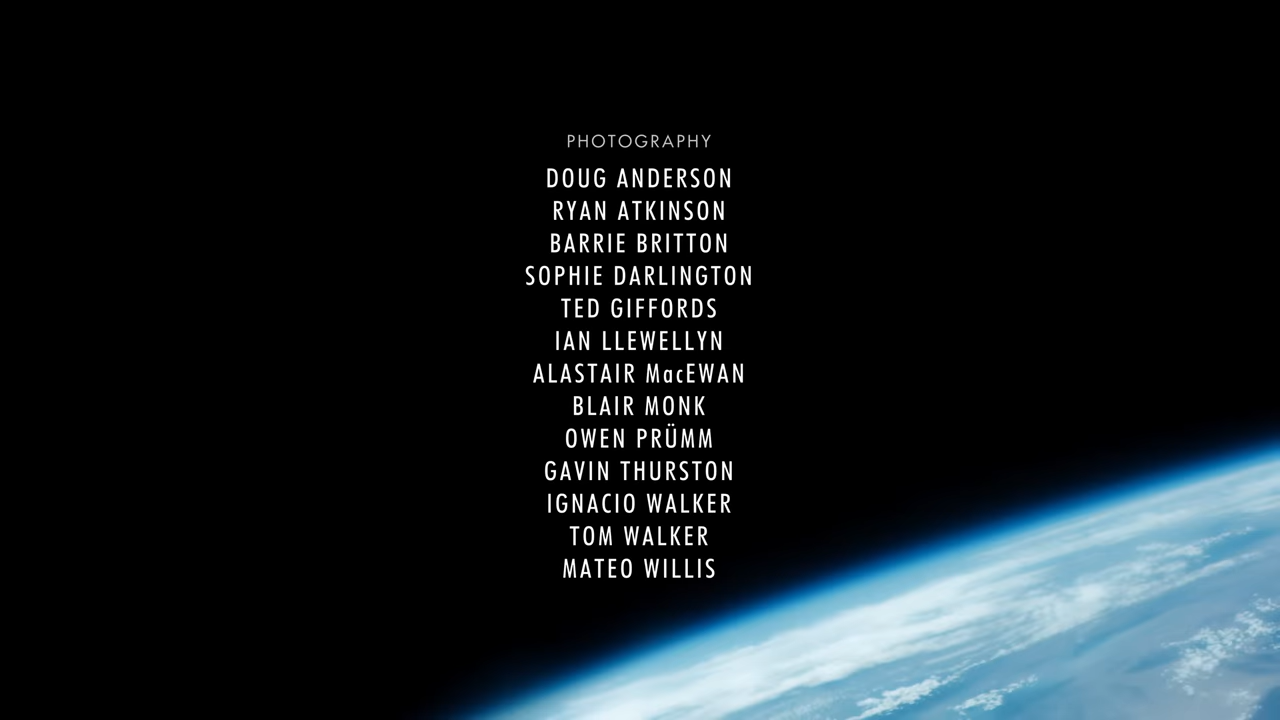 PHOTOGRAPHY
DOUG ANDERSON
RYAN ATKINSON
BARRIE BRITTON
SOPHIE DARLINGTON
TED GIFFORDS
IAN LLEWELLYN
ALASTAIR MacEWAN
BLAIR MONK
OWEN PRÜMM
GAVIN THURSTON
IGNACIO WALKER
TOM WALKER
MATEO WILLIS